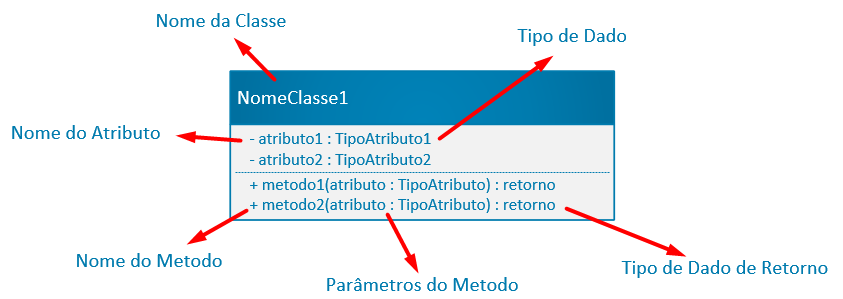 Nome da Classe
Tipo de Dado
NomeClasse1
Nome do Atributo
- atributo1 : TipoAtributo1
- atributo2 : TipoAtributo2
+ metodo1(atributo : TipoAtributo) : retorno
+ metodo2(atributo : TipoAtributo) : retorno
Nome do Metodo
Parâmetros do Metodo
Tipo de Dado de Retorno